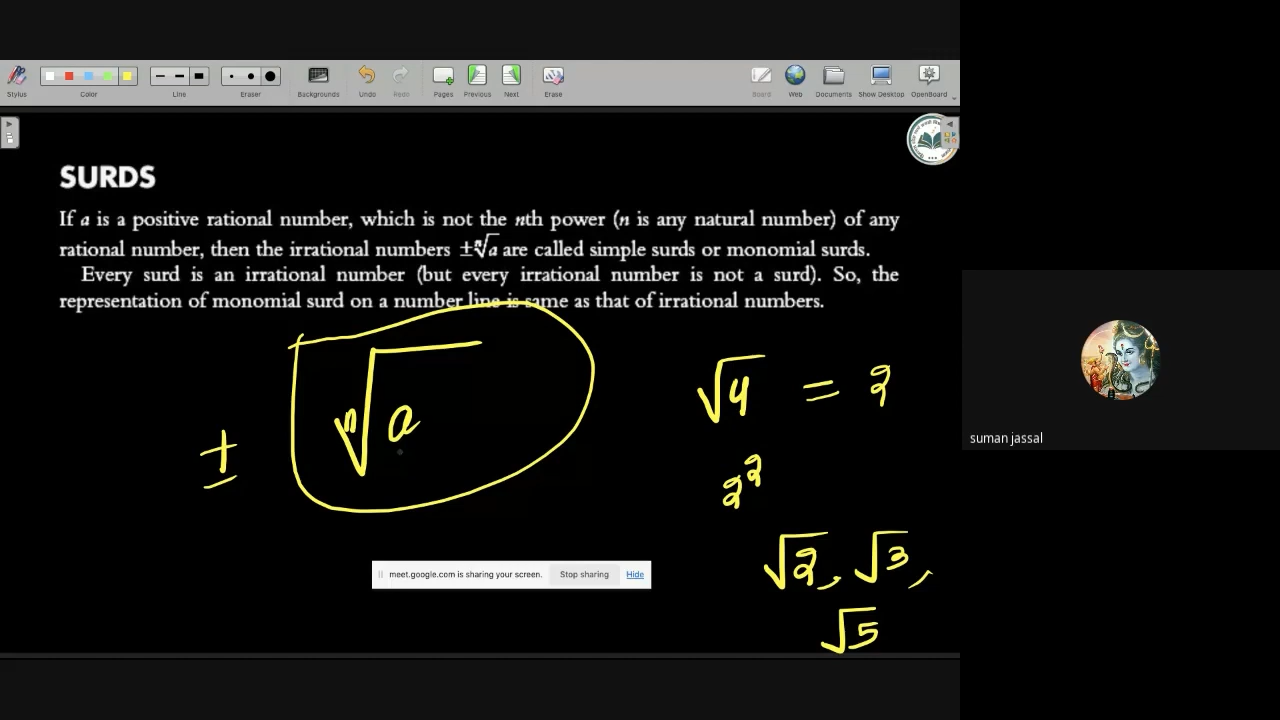 Stylus Color Line Eraser Backgrounds Undo Redo Pages Previous Next Erase Board Web Documents Show Desktop OpenBoard
SURDS
If a is a positive rational number, which is not the nth power (n is any natural number) of any
rational number, then the irrational numbers ±ⁿ√a are called simple surds or monomial surds.
Every surd is an irrational number (but every irrational number is not a surd). So, the
representation of monomial surd on a number line is same as that of irrational numbers.
± ⁿ√a
√4 = 2
2²
√2, √3,
√5
meet.google.com is sharing your screen. Stop sharing Hide
suman jassal